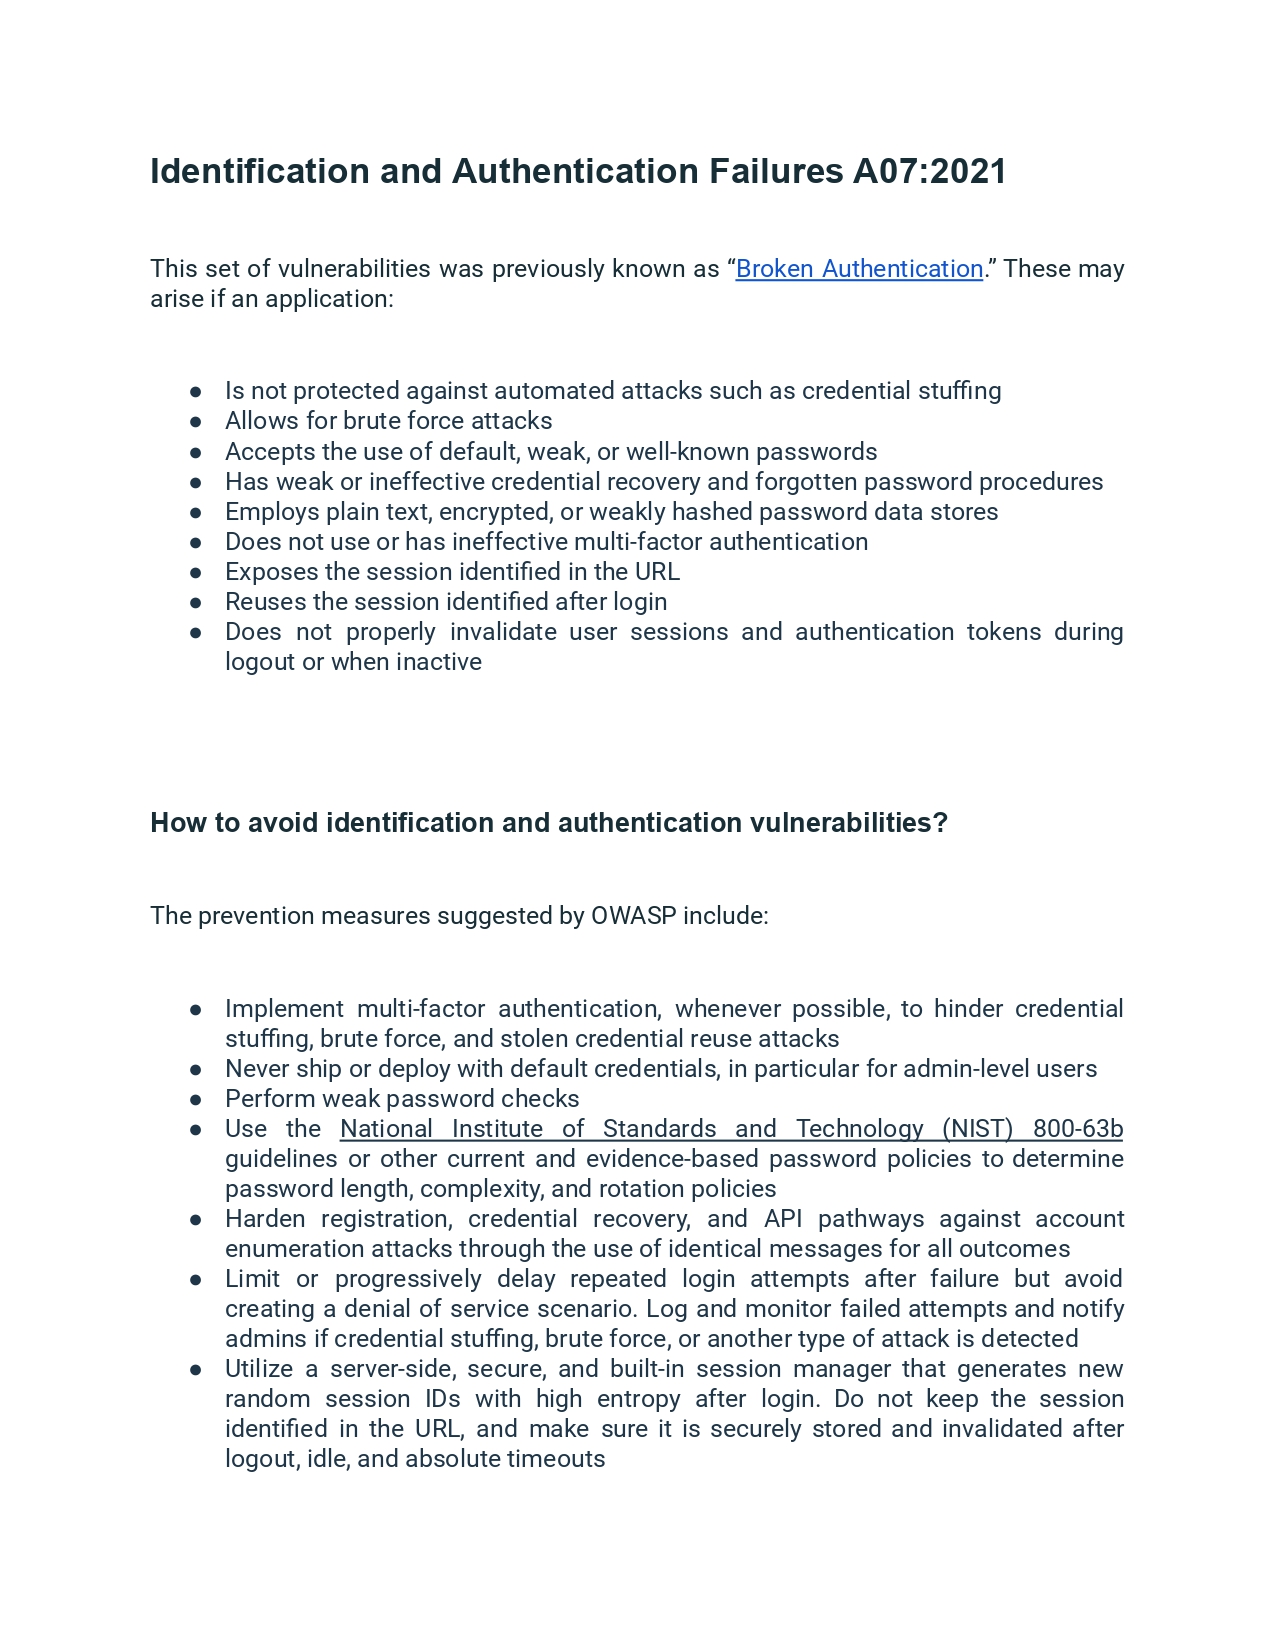 Identification and Authentication Failures A07:2021
This set of vulnerabilities was previously known as “Broken Authentication.” These may
arise if an application:
● Is not protected against automated attacks such as credential stuffing
● Allows for brute force attacks
● Accepts the use of default, weak, or well-known passwords
● Has weak or ineffective credential recovery and forgotten password procedures
● Employs plain text, encrypted, or weakly hashed password data stores
● Does not use or has ineffective multi-factor authentication
● Exposes the session identified in the URL
● Reuses the session identified after login
● Does not properly invalidate user sessions and authentication tokens during
logout or when inactive
How to avoid identification and authentication vulnerabilities?
The prevention measures suggested by OWASP include:
● Implement multi-factor authentication, whenever possible, to hinder credential
stuffing, brute force, and stolen credential reuse attacks
● Never ship or deploy with default credentials, in particular for admin-level users
● Perform weak password checks
● Use the National Institute of Standards and Technology (NIST) 800-63b
guidelines or other current and evidence-based password policies to determine
password length, complexity, and rotation policies
● Harden registration, credential recovery, and API pathways against account
enumeration attacks through the use of identical messages for all outcomes
● Limit or progressively delay repeated login attempts after failure but avoid
creating a denial of service scenario. Log and monitor failed attempts and notify
admins if credential stuffing, brute force, or another type of attack is detected
● Utilize a server-side, secure, and built-in session manager that generates new
random session IDs with high entropy after login. Do not keep the session
identified in the URL, and make sure it is securely stored and invalidated after
logout, idle, and absolute timeouts